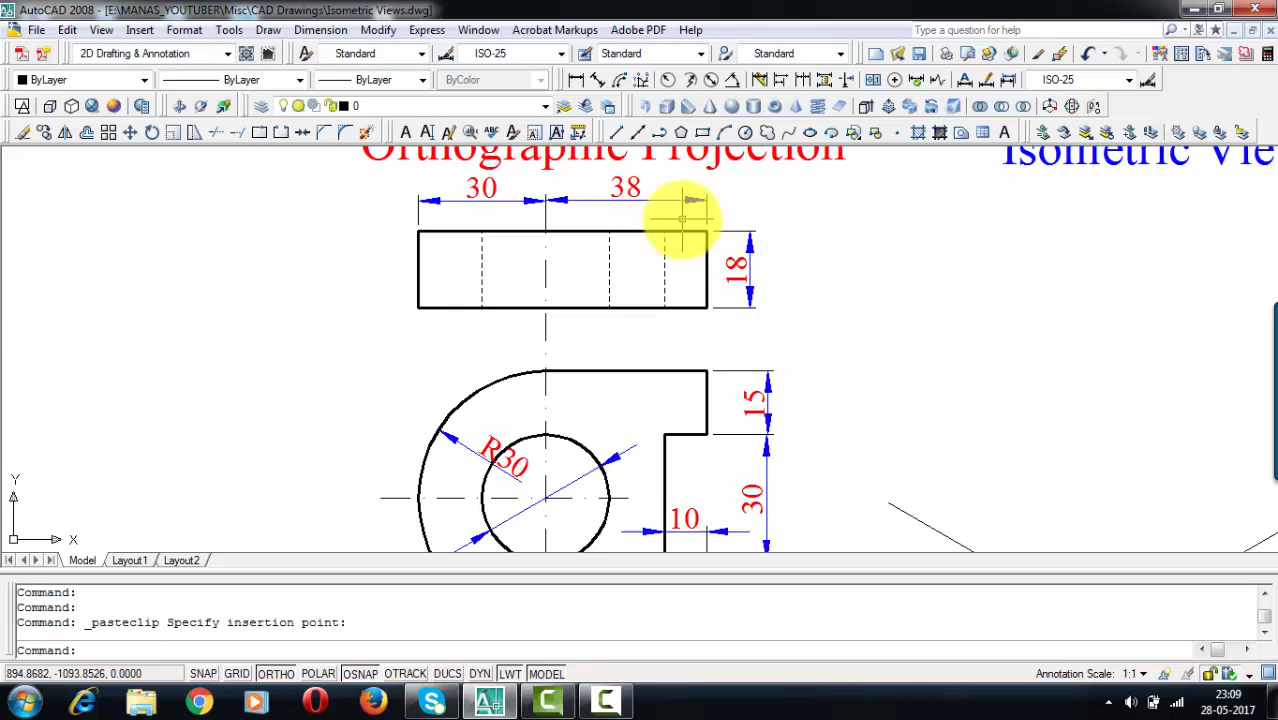 AutoCAD 2008 - [E:\MANAS_YOUTUBER\Misc\CAD Drawings\Isometric Views.dwg]
File Edit View Insert Format Tools Draw Dimension Modify Express Window Acrobat Markups Adobe PDF Help Type a question for help
2D Drafting & Annotation Standard ISO-25 Standard Standard
ByLayer ByLayer ByLayer ByColor ISO-25
0
Orthographic Projection Isometric Vie
30 38
18
15
R30
30
10
Y
X
Model Layout1 Layout2
Command:
Command:
Command: _pasteclip Specify insertion point:
Command:
894.8682, -1093.8526, 0.0000 SNAP GRID ORTHO POLAR OSNAP OTRACK DUCS DYN LWT MODEL Annotation Scale: 1:1
23:09
28-05-2017